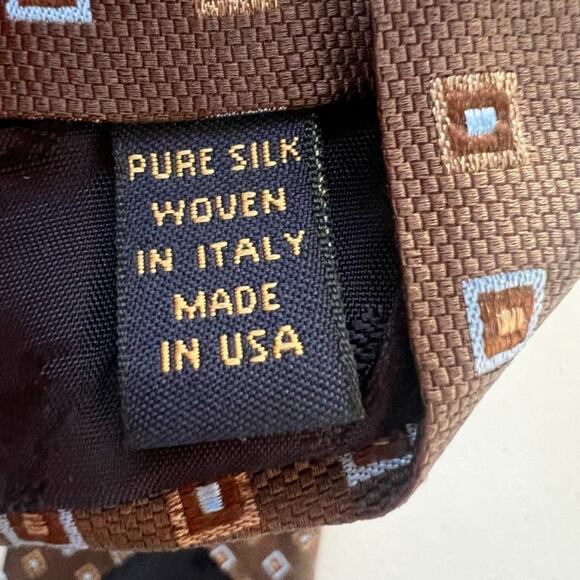 PURE SILK
WOVEN
IN ITALY
MADE
IN USA